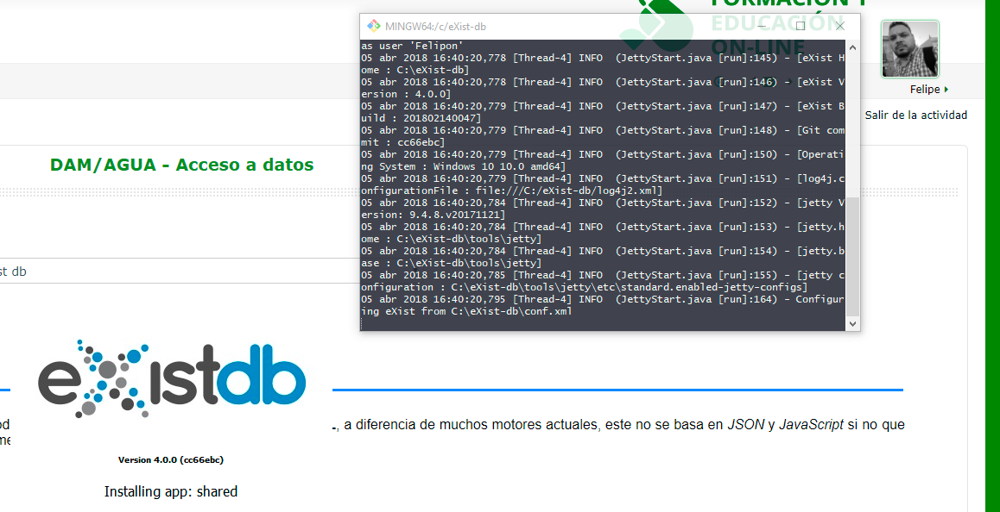 FORMACIÓN Y
EDUCACIÓN
ON-LINE
MINGW64:/c/eXist-db
as user 'Felipon'
05 abr 2018 16:40:20,778 [Thread-4] INFO  (JettyStart.java [run]:145) - [eXist H
ome : C:\eXist-db]
05 abr 2018 16:40:20,778 [Thread-4] INFO  (JettyStart.java [run]:146) - [eXist V
ersion : 4.0.0]
05 abr 2018 16:40:20,779 [Thread-4] INFO  (JettyStart.java [run]:147) - [eXist B
uild : 201802140047]
05 abr 2018 16:40:20,779 [Thread-4] INFO  (JettyStart.java [run]:148) - [Git com
mit : cc66ebc]
05 abr 2018 16:40:20,779 [Thread-4] INFO  (JettyStart.java [run]:150) - [Operati
ng System : Windows 10 10.0 amd64]
05 abr 2018 16:40:20,779 [Thread-4] INFO  (JettyStart.java [run]:151) - [log4j.c
onfigurationFile : file:///C:/eXist-db/log4j2.xml]
05 abr 2018 16:40:20,784 [Thread-4] INFO  (JettyStart.java [run]:152) - [jetty V
ersion: 9.4.8.v20171121]
05 abr 2018 16:40:20,784 [Thread-4] INFO  (JettyStart.java [run]:153) - [jetty.h
ome : C:\eXist-db\tools\jetty]
05 abr 2018 16:40:20,784 [Thread-4] INFO  (JettyStart.java [run]:154) - [jetty.b
ase : C:\eXist-db\tools\jetty]
05 abr 2018 16:40:20,785 [Thread-4] INFO  (JettyStart.java [run]:155) - [jetty c
onfiguration : C:\eXist-db\tools\jetty\etc\standard.enabled-jetty-configs]
05 abr 2018 16:40:20,795 [Thread-4] INFO  (JettyStart.java [run]:164) - Configur
ing eXist from C:\eXist-db\conf.xml
Felipe
Salir de la actividad
DAM/AGUA - Acceso a datos
st db
eXistdb
, a diferencia de muchos motores actuales, este no se basa en JSON y JavaScript si no que
Version 4.0.0 (cc66ebc)
Installing app: shared